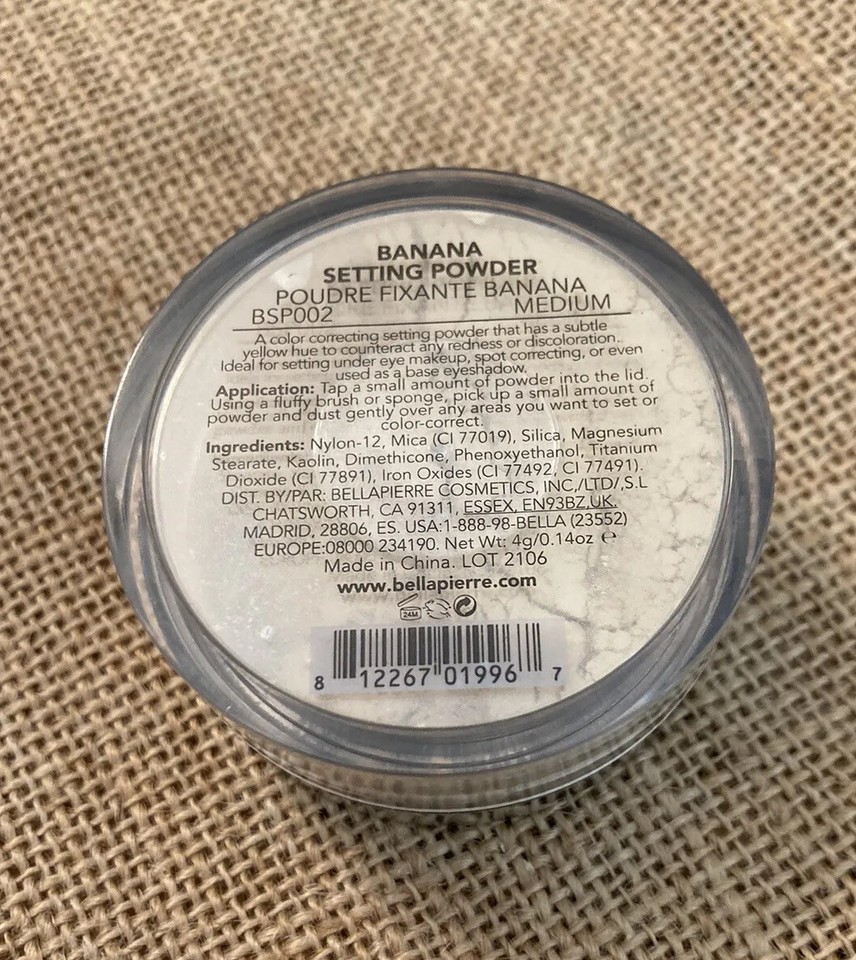 BANANA
SETTING POWDER
POUDRE FIXANTE BANANA
BSP002 MEDIUM
A color correcting setting powder that has a subtle
yellow hue to counteract any redness or discoloration.
Ideal for setting under eye makeup, spot correcting, or even
used as a base eyeshadow.
Application: Tap a small amount of powder into the lid.
Using a fluffy brush or sponge, pick up a small amount of
powder and dust gently over any areas you want to set or
color-correct.
Ingredients: Nylon-12, Mica (CI 77019), Silica, Magnesium
Stearate, Kaolin, Dimethicone, Phenoxyethanol, Titanium
Dioxide (CI 77891), Iron Oxides (CI 77492, CI 77491).
DIST. BY/PAR: BELLAPIERRE COSMETICS, INC,/LTD/,S.L
CHATSWORTH, CA 91311, ESSEX, EN93BZ,UK.
MADRID, 28806, ES. USA:1-888-98-BELLA (23552)
EUROPE:08000 234190. Net Wt: 4g/0.14oz ℮
Made in China. LOT 2106
www.bellapierre.com
24M
8 12267 01996 7